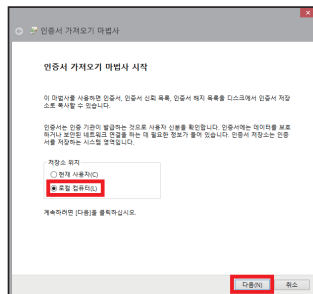 인증서 가져오기 마법사
인증서 가져오기 마법사 시작
이 마법사를 사용하면 인증서, 인증서 신뢰 목록, 인증서 해지 목록을 디스크에서 인증서 저장
소로 복사할 수 있습니다.
인증서는 인증 기관이 발급하는 것으로 사용자 신분을 확인합니다. 인증서에는 데이터를 보호
하거나 보안된 네트워크 연결을 하는 데 필요한 정보가 들어 있습니다. 인증서 저장소는 인증
서를 저장하는 시스템 영역입니다.
저장소 위치
현재 사용자(C)
로컬 컴퓨터(L)
계속하려면 [다음]을 클릭하십시오.
다음(N) 취소